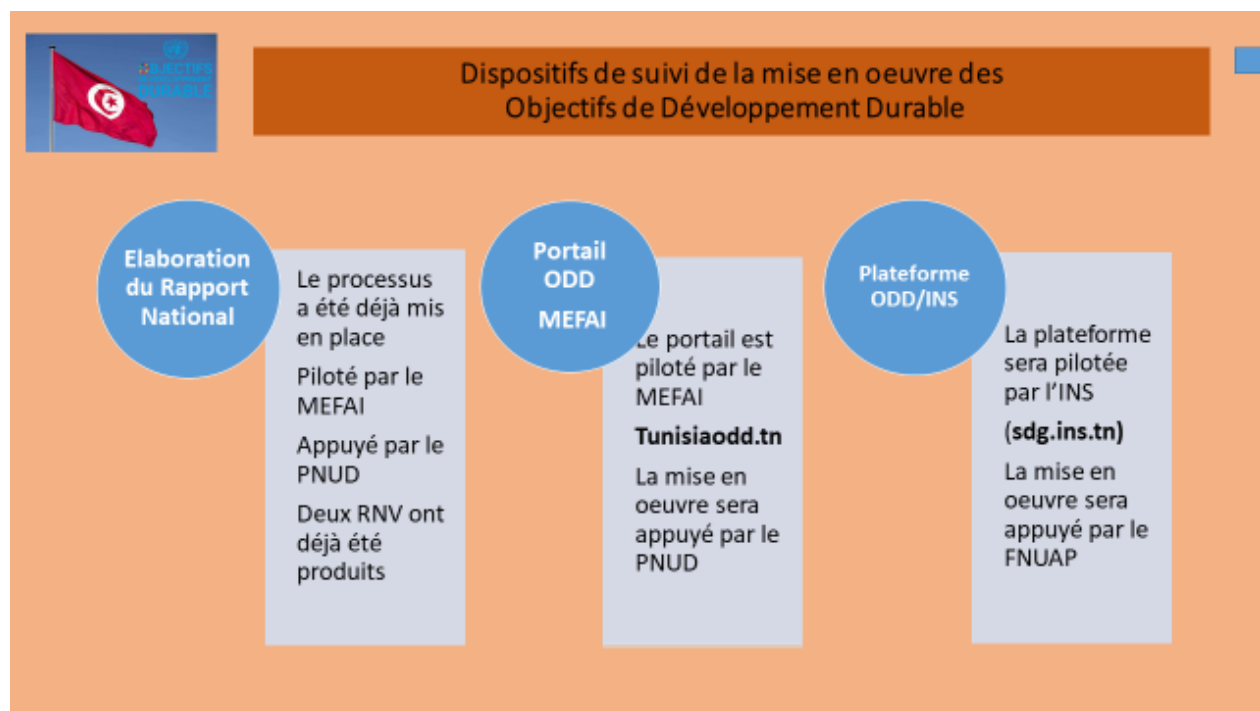 OBJECTIFS
DURABLE
Dispositifs de suivi de la mise en oeuvre des
Objectifs de Développement Durable
Elaboration
du Rapport
National
Le processus
a été déjà mis
en place
Piloté par le
MEFAI
Appuyé par le
PNUD
Deux RNV ont
déjà été
produits
Portail
ODD
MEFAI
Le portail est
piloté par le
MEFAI
Tunisiaodd.tn
La mise en
oeuvre sera
appuyé par le
PNUD
Plateforme
ODD/INS
La plateforme
sera pilotée
par l’INS
(sdg.ins.tn)
La mise en
oeuvre sera
appuyé par le
FNUAP